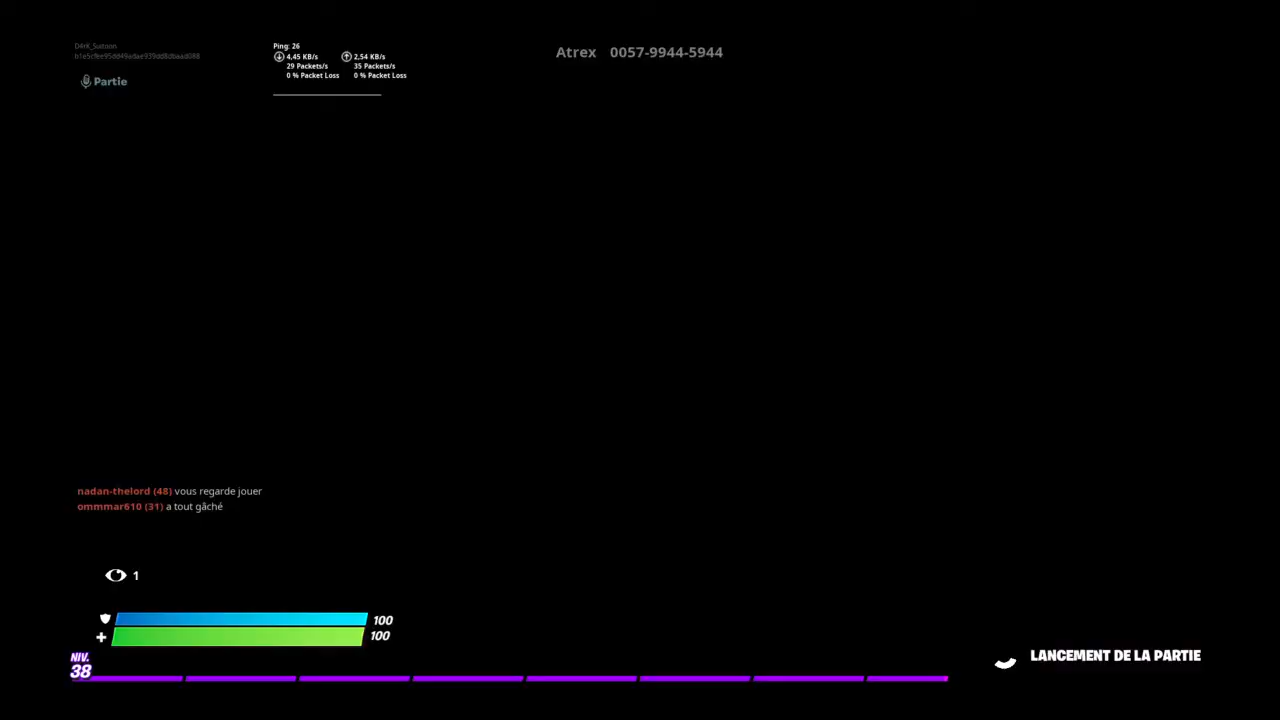 D4rK_Suzoon
Partie
Ping: 26
4,45 KB/s
29 Packets/s
0 % Packet Loss
2,54 KB/s
35 Packets/s
0 % Packet Loss
Atrex 0057-9944-5944
nadan-thelord (48) vous regarde jouer
ommmar610 (31) a tout gâché
1
100
100
NIV.
38
LANCEMENT DE LA PARTIE